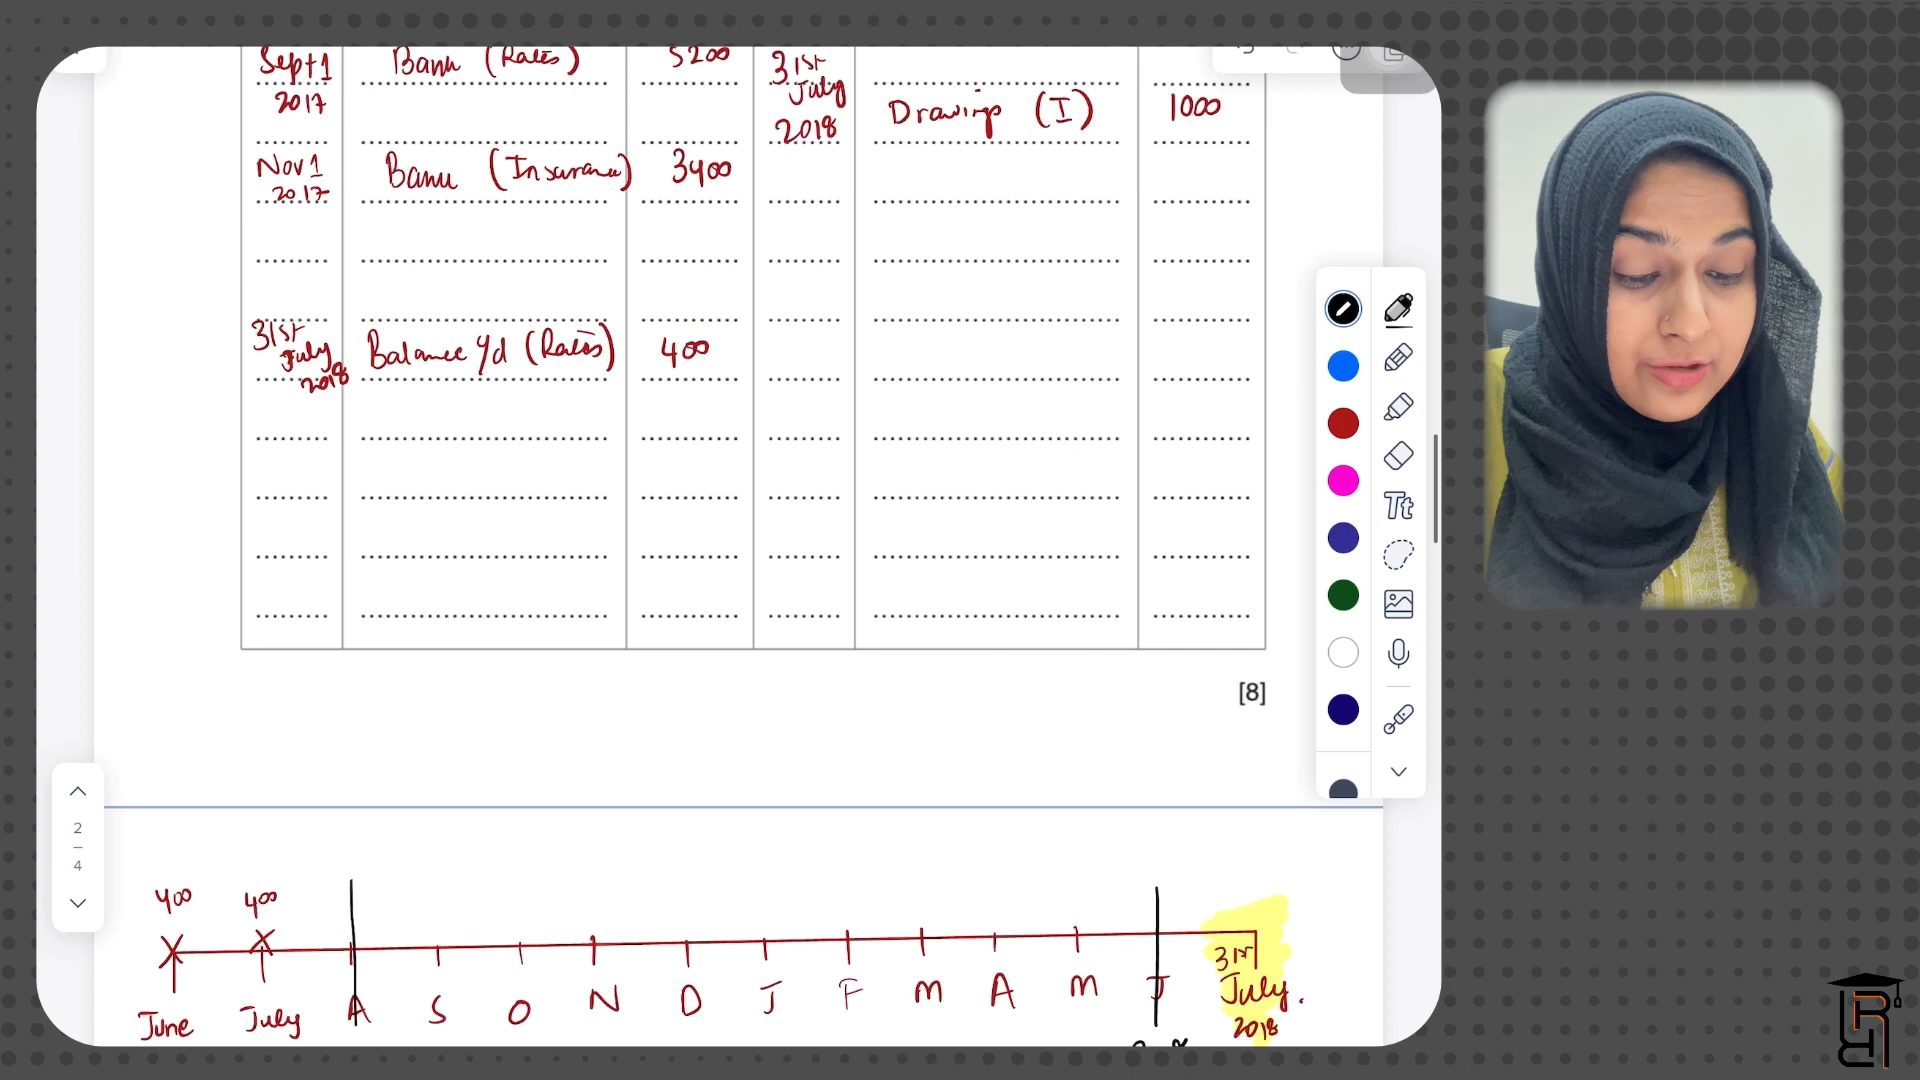 Sept 1 Bank (Rates) 5200 31st
July
2017 2018 Drawings (I) 1000
Nov 1 Bank (Insurance) 3400
2017
31st
July Balance c/d (Rates) 400
2018
[8]
2
4
Tt
400 400
31st
June July A S O N D J F M A M J July.
2018